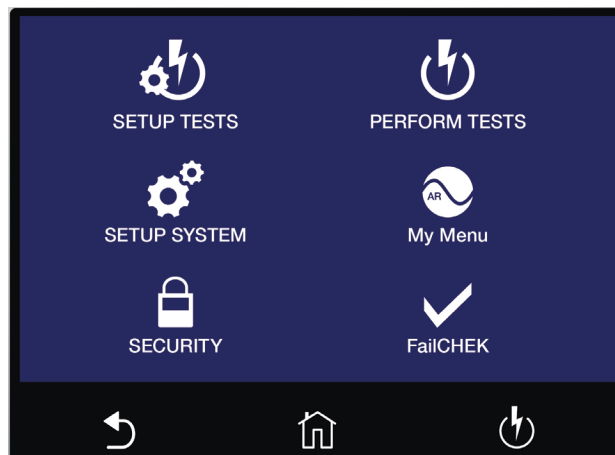 SETUP TESTS
PERFORM TESTS
SETUP SYSTEM
AR
My Menu
SECURITY
FailCHEK